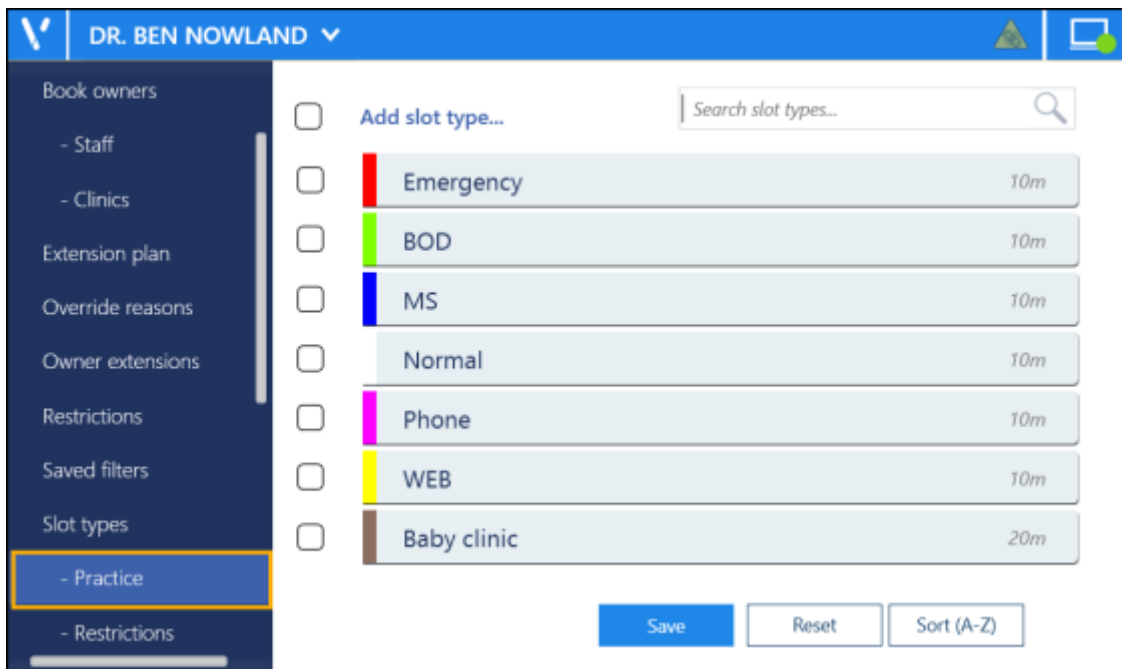 DR. BEN NOWLAND
Book owners
- Staff
- Clinics
Extension plan
Override reasons
Owner extensions
Restrictions
Saved filters
Slot types
- Practice
- Restrictions
Add slot type...
Search slot types...
Emergency 10m
BOD 10m
MS 10m
Normal 10m
Phone 10m
WEB 10m
Baby clinic 20m
Save
Reset
Sort (A-Z)